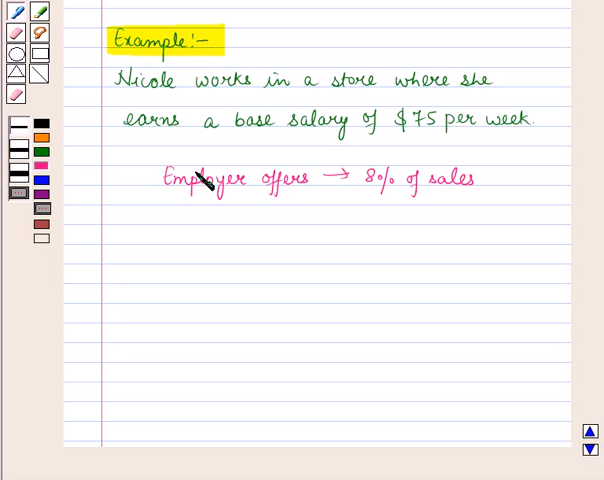 Example:-
Nicole works in a store where she
earns a base salary of $75 per week.
Employer offers → 8% of sales